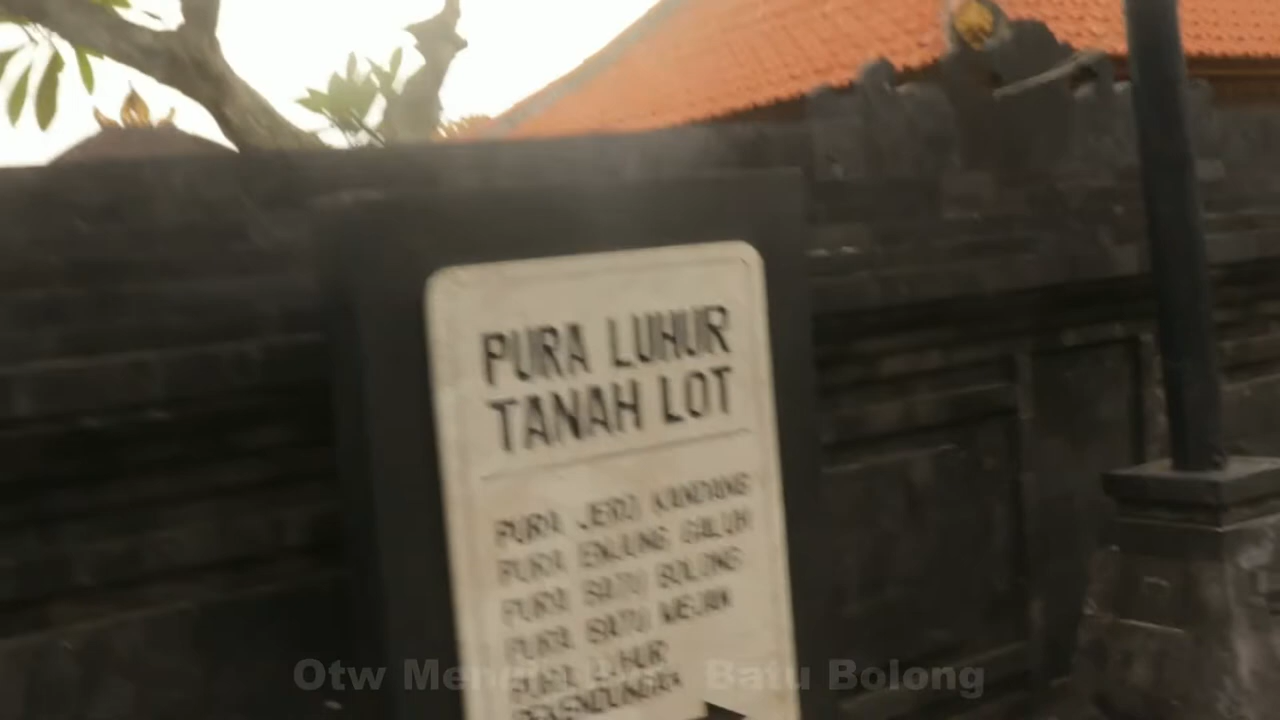 PURA LUHUR
TANAH LOT
PURA JERO KANDANG
PURA ENJUNG GALUH
PURA BATU BOLONG
PURA BATU MEJAN
PURA LUHUR
PEKENDUNGAN
Otw Batu Bolong